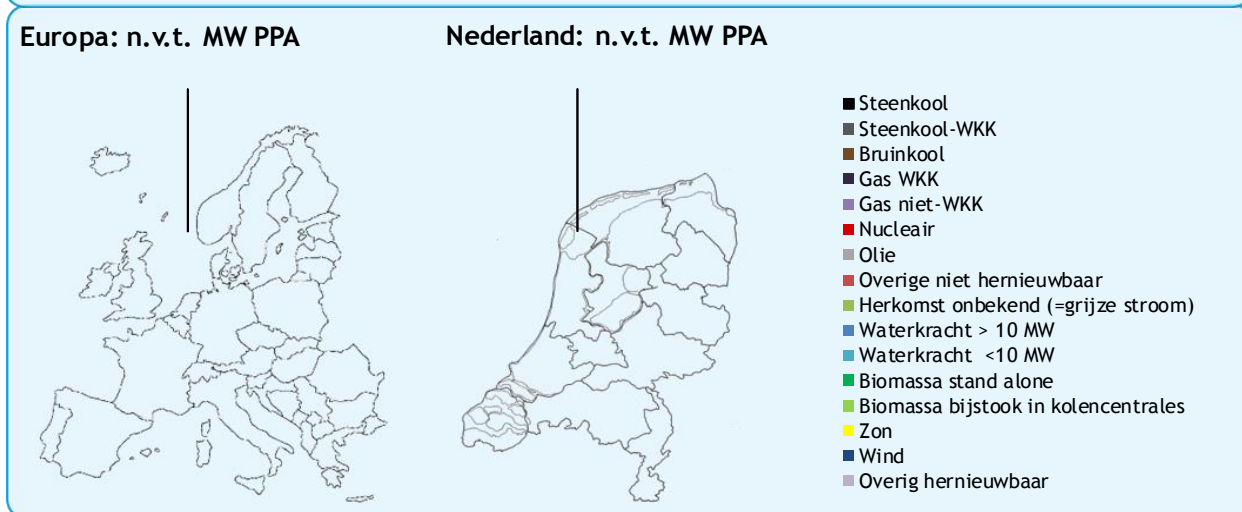 Europa: n.v.t. MW PPA
Nederland: n.v.t. MW PPA
Steenkool
Steenkool-WKK
Bruinkool
Gas WKK
Gas niet-WKK
Nucleair
Olie
Overige niet hernieuwbaar
Herkomst onbekend (=grijze stroom)
Waterkracht > 10 MW
Waterkracht <10 MW
Biomassa stand alone
Biomassa bijstook in kolencentrales
Zon
Wind
Overig hernieuwbaar